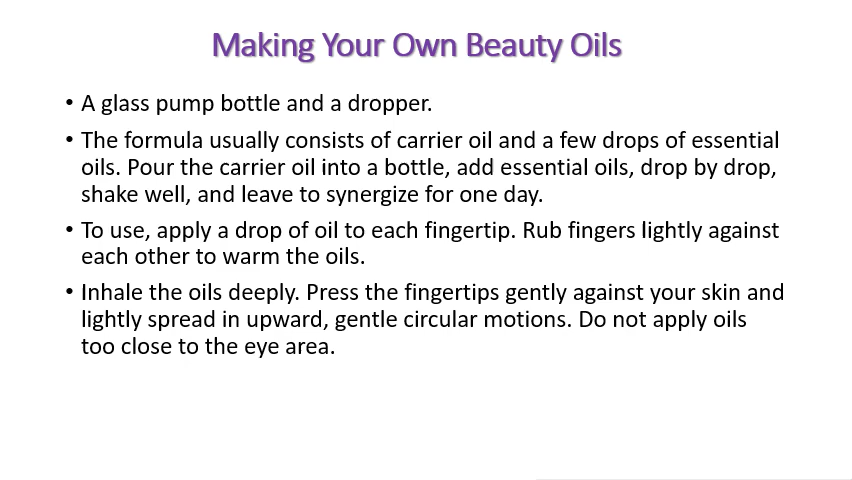 Making Your Own Beauty Oils
• A glass pump bottle and a dropper.
• The formula usually consists of carrier oil and a few drops of essential
oils. Pour the carrier oil into a bottle, add essential oils, drop by drop,
shake well, and leave to synergize for one day.
• To use, apply a drop of oil to each fingertip. Rub fingers lightly against
each other to warm the oils.
• Inhale the oils deeply. Press the fingertips gently against your skin and
lightly spread in upward, gentle circular motions. Do not apply oils
too close to the eye area.